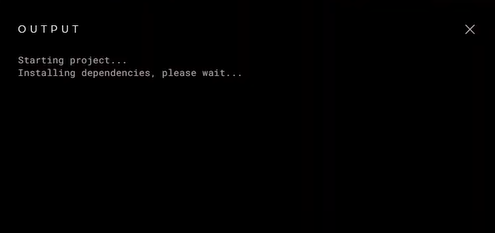 OUTPUT
Starting project...
Installing dependencies, please wait...